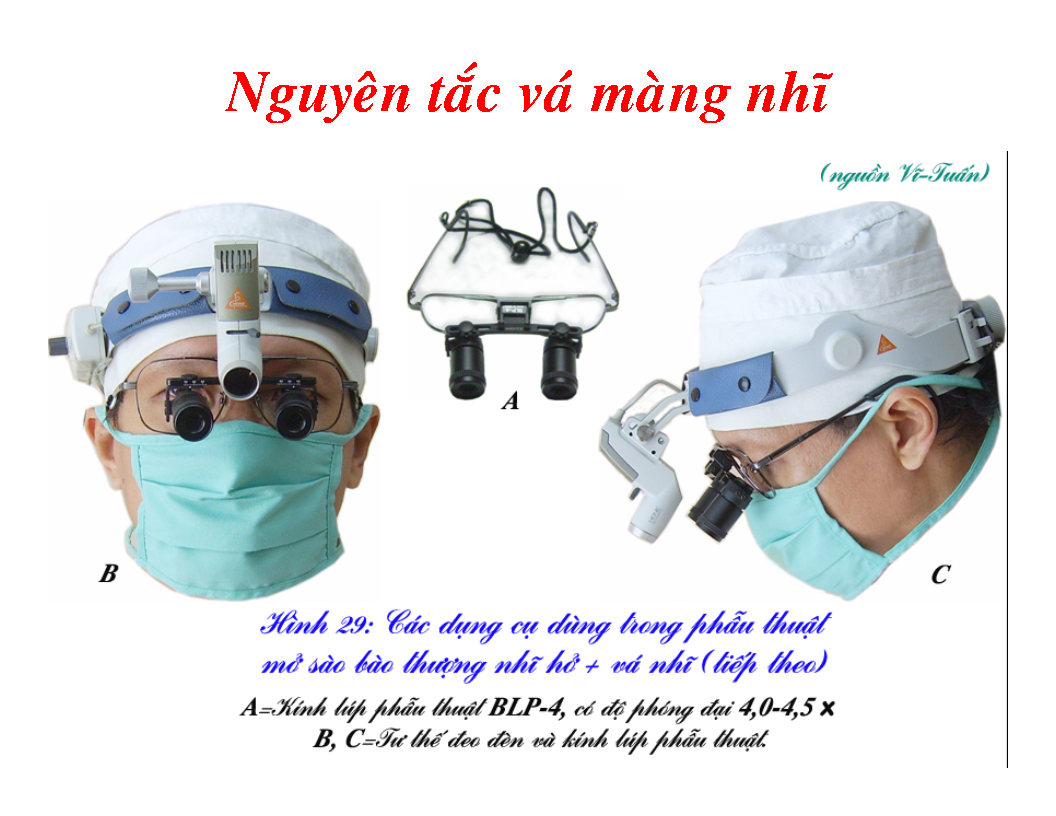 Nguyên tắc vá màng nhĩ
(nguồn Vĩ-Tuấn)
A
B
C
Hình 29: Các dụng cụ dùng trong phẫu thuật
mở sào bào thượng nhĩ hở + vá nhĩ (tiếp theo)
A=Kính lúp phẫu thuật BLP-4, có độ phóng đại 4,0-4,5 x
B, C=Tư thế đeo đèn và kính lúp phẫu thuật.